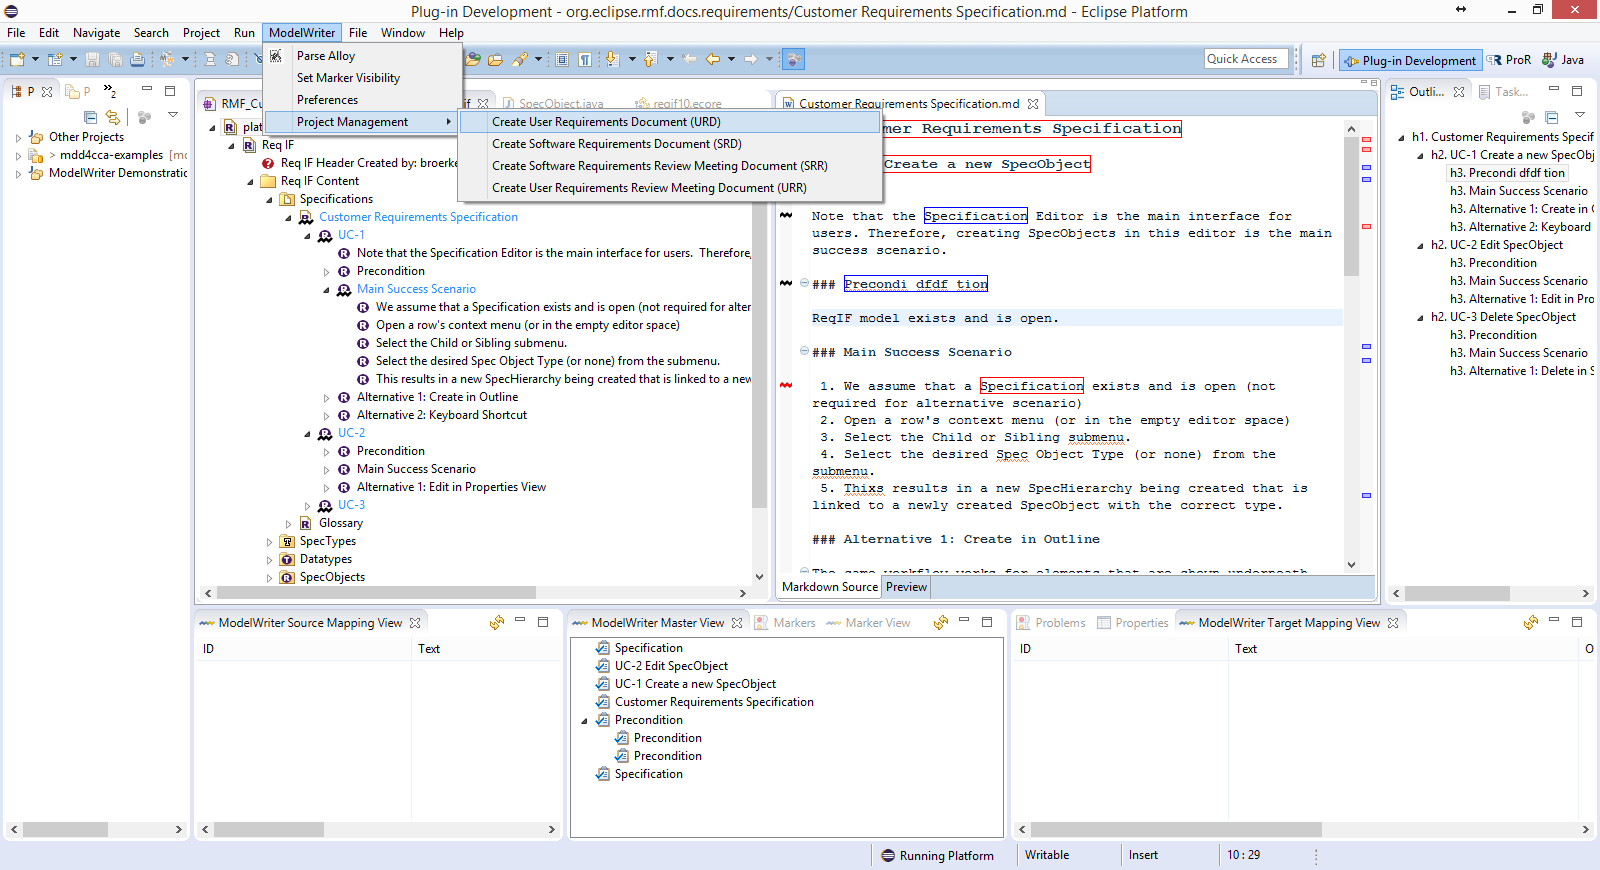 Plug-in Development - org.eclipse.rmf.docs.requirements/Customer Requirements Specification.md - Eclipse Platform
File Edit Navigate Search Project Run ModelWriter File Window Help
Parse Alloy
Set Marker Visibility
Preferences
Project Management
Create User Requirements Document (URD)
Create Software Requirements Document (SRD)
Create Software Requirements Review Meeting Document (SRR)
Create User Requirements Review Meeting Document (URR)
Quick Access
Plug-in Development
ProR
Java
P
P
»2
Other Projects
> mdd4cca-examples [mc
ModelWriter Demonstratic
RMF_Cu
if
SpecObject.java
reqif10.ecore
plat
Req IF
Req IF Header Created by: broerke
Req IF Content
Specifications
Customer Requirements Specification
UC-1
Note that the Specification Editor is the main interface for users. Therefore,
Precondition
Main Success Scenario
We assume that a Specification exists and is open (not required for alter
Open a row's context menu (or in the empty editor space)
Select the Child or Sibling submenu.
Select the desired Spec Object Type (or none) from the submenu.
This results in a new SpecHierarchy being created that is linked to a new
Alternative 1: Create in Outline
Alternative 2: Keyboard Shortcut
UC-2
Precondition
Main Success Scenario
Alternative 1: Edit in Properties View
UC-3
Glossary
SpecTypes
Datatypes
SpecObjects
Customer Requirements Specification.md
mer Requirements Specification
Create a new SpecObject
Note that the Specification Editor is the main interface for
users. Therefore, creating SpecObjects in this editor is the main
success scenario.
### Precondi dfdf tion
ReqIF model exists and is open.
### Main Success Scenario
1. We assume that a Specification exists and is open (not
required for alternative scenario)
2. Open a row's context menu (or in the empty editor space)
3. Select the Child or Sibling submenu.
4. Select the desired Spec Object Type (or none) from the
submenu.
5. Thixs results in a new SpecHierarchy being created that is
linked to a newly created SpecObject with the correct type.
### Alternative 1: Create in Outline
The same workflow works for elements that are shown underneath
Markdown Source
Preview
Outli...
Task...
h1. Customer Requirements Specif
h2. UC-1 Create a new SpecObj
h3. Precondi dfdf tion
h3. Main Success Scenario
h3. Alternative 1: Create in O
h3. Alternative 2: Keyboard
h2. UC-2 Edit SpecObject
h3. Precondition
h3. Main Success Scenario
h3. Alternative 1: Edit in Pro
h2. UC-3 Delete SpecObject
h3. Precondition
h3. Main Success Scenario
h3. Alternative 1: Delete in S
ModelWriter Source Mapping View
ID
Text
ModelWriter Master View
Markers
Marker View
Specification
UC-2 Edit SpecObject
UC-1 Create a new SpecObject
Customer Requirements Specification
Precondition
Precondition
Precondition
Specification
Problems
Properties
ModelWriter Target Mapping View
ID
Text
O
Running Platform
Writable
Insert
10 : 29